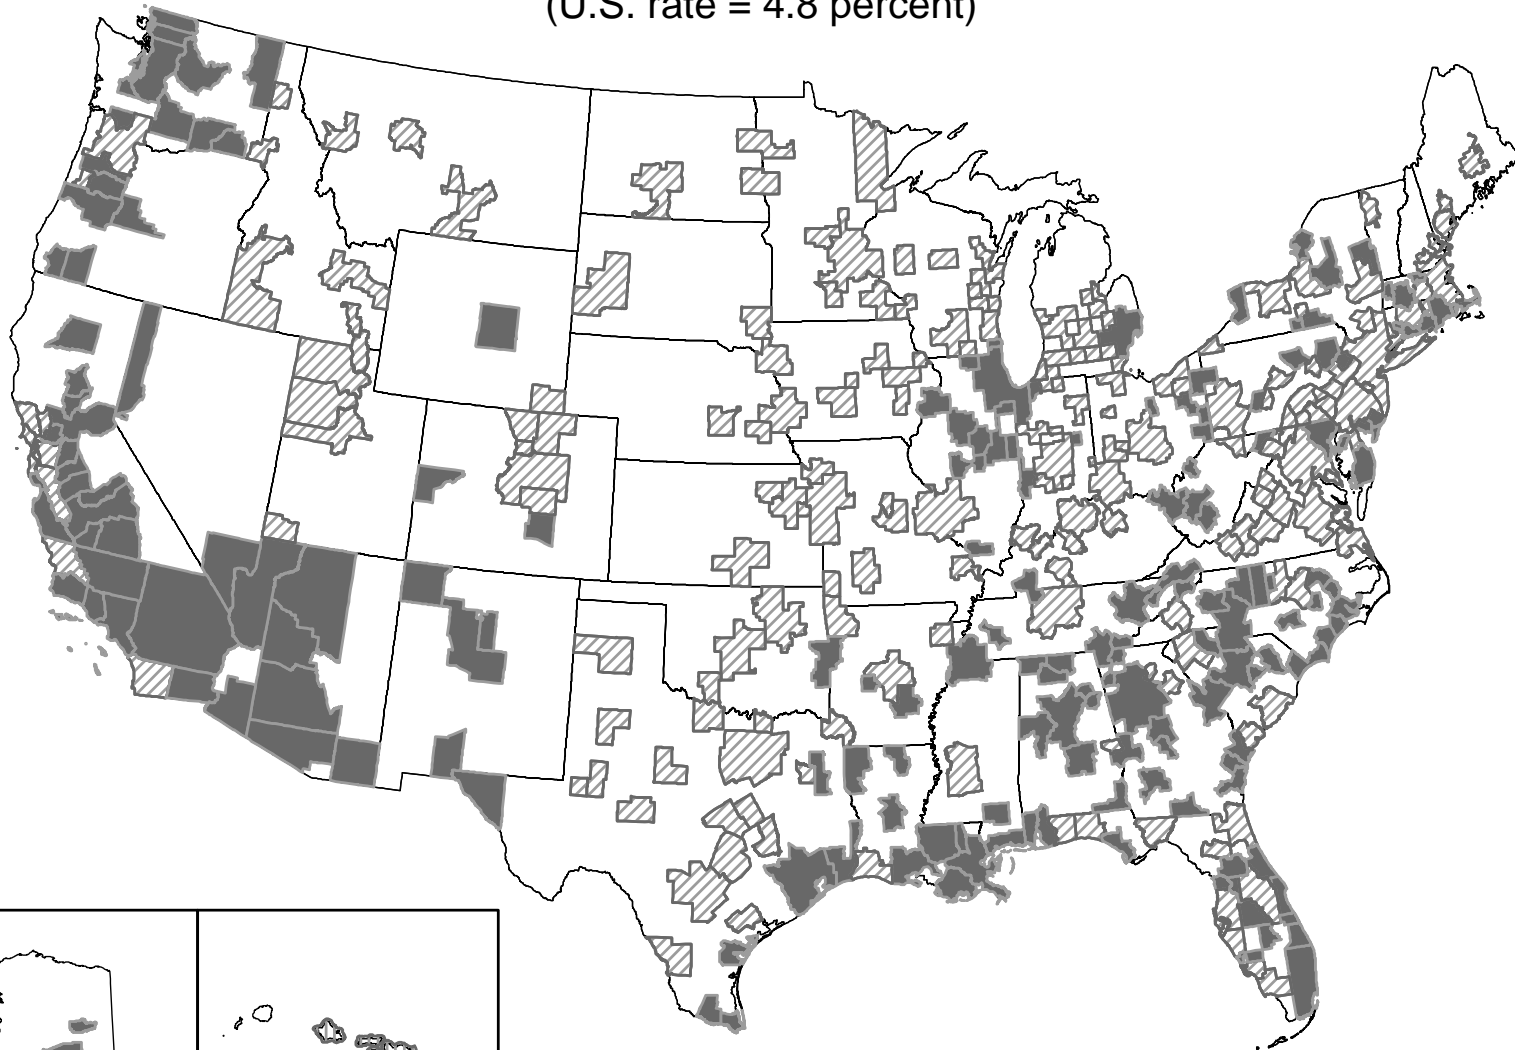 (U.S. rate = 4.8 percent)